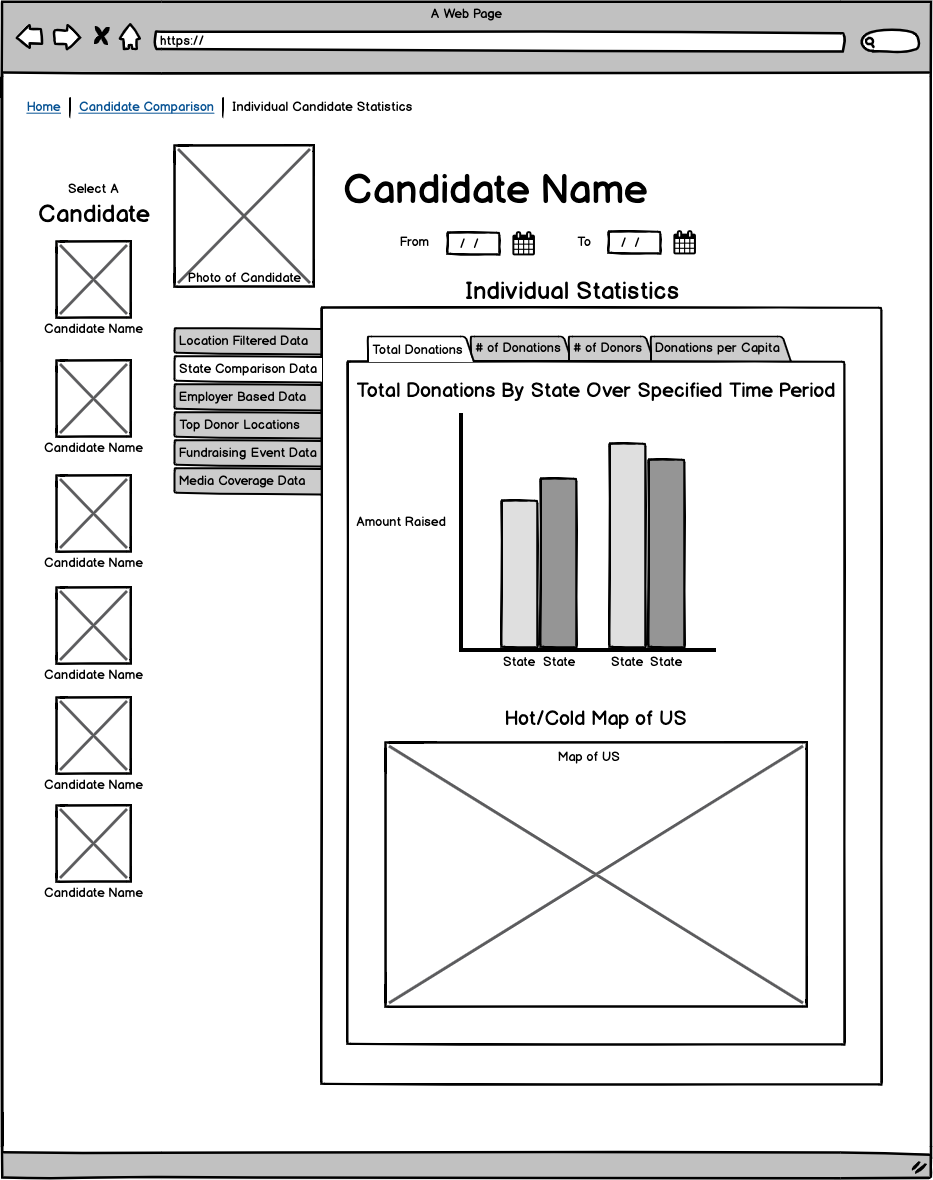 A Web Page
https://
Home | Candidate Comparison | Individual Candidate Statistics
Select A
Candidate
Candidate Name
Candidate Name
Candidate Name
Candidate Name
Candidate Name
Candidate Name
Photo of Candidate
Candidate Name
From / / To / /
Individual Statistics
Location Filtered Data
State Comparison Data
Employer Based Data
Top Donor Locations
Fundraising Event Data
Media Coverage Data
Total Donations # of Donations # of Donors Donations per Capita
Total Donations By State Over Specified Time Period
Amount Raised
State State State State
Hot/Cold Map of US
Map of US